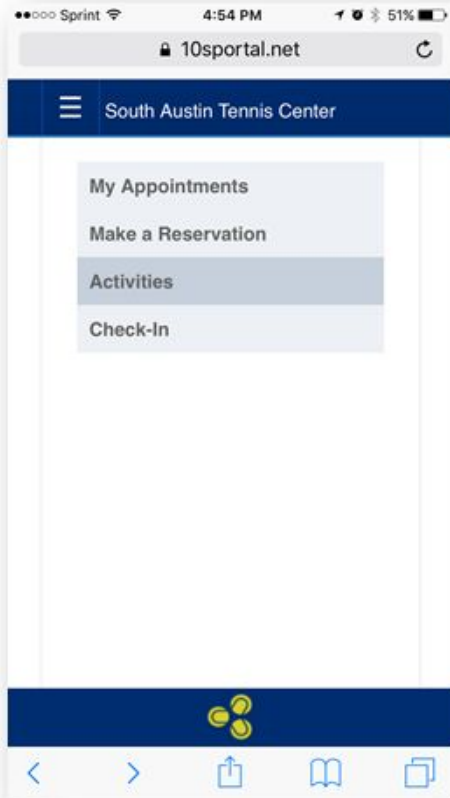 Sprint 4:54 PM 51%
10sportal.net
South Austin Tennis Center
My Appointments
Make a Reservation
Activities
Check-In